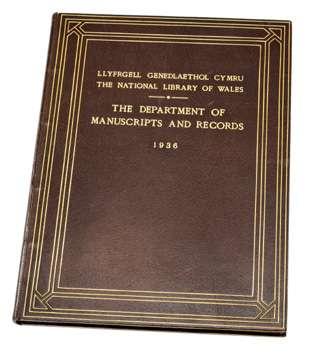 LLYFRGELL GENEDLAETHOL CYMRU
THE NATIONAL LIBRARY OF WALES
THE DEPARTMENT OF
MANUSCRIPTS AND RECORDS
1936